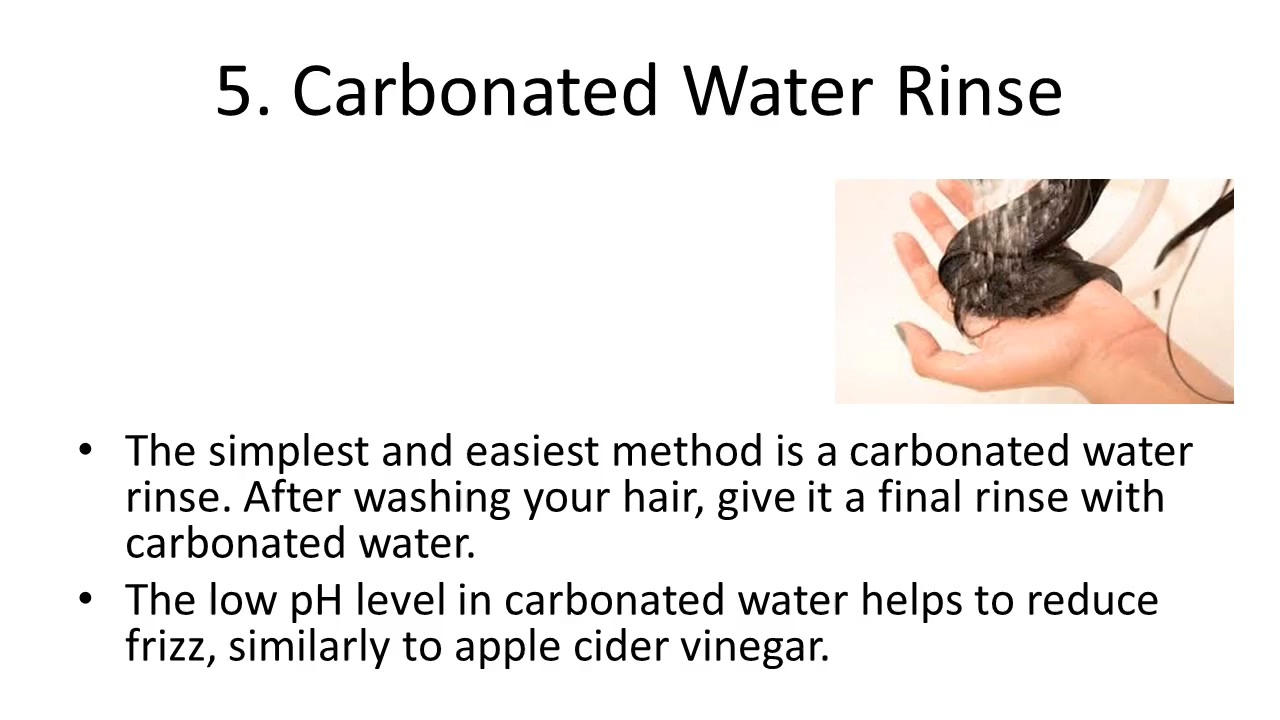 5. Carbonated Water Rinse
• The simplest and easiest method is a carbonated water
rinse. After washing your hair, give it a final rinse with
carbonated water.
• The low pH level in carbonated water helps to reduce
frizz, similarly to apple cider vinegar.